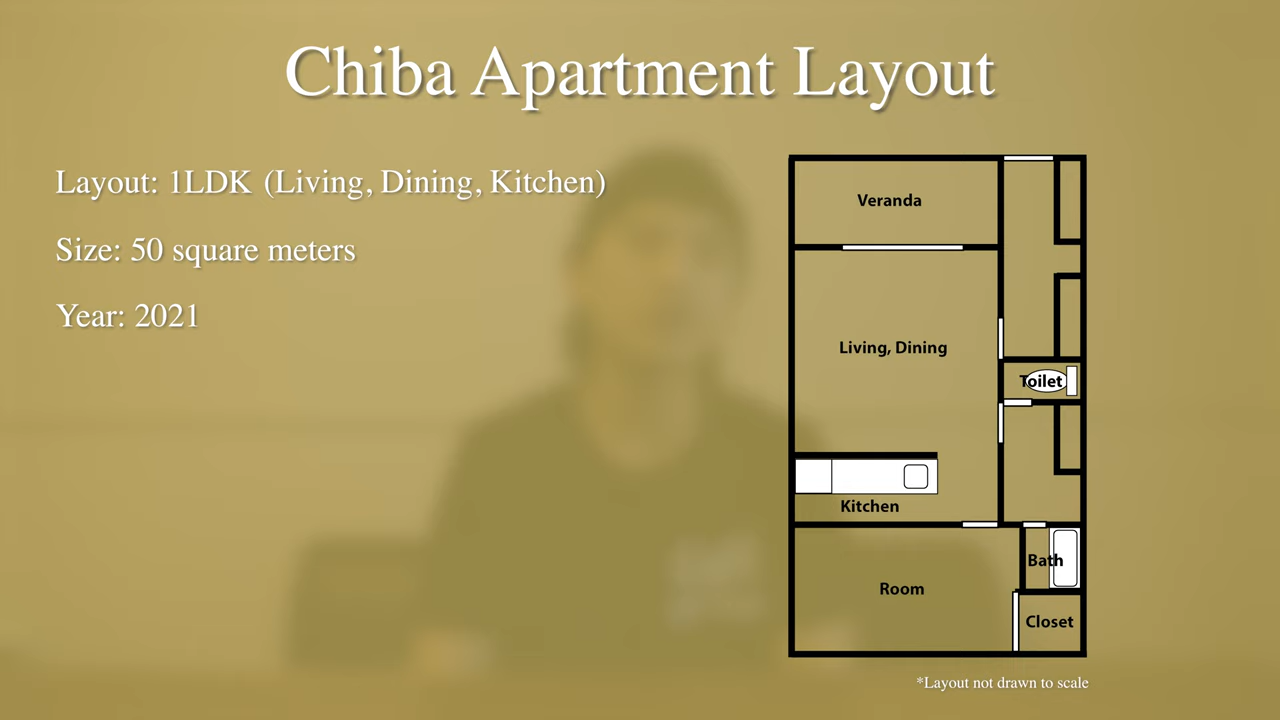 Chiba Apartment Layout
Layout: 1LDK (Living, Dining, Kitchen)
Size: 50 square meters
Year: 2021
Veranda
Living, Dining
Toilet
Kitchen
Bath
Room
Closet
*Layout not drawn to scale